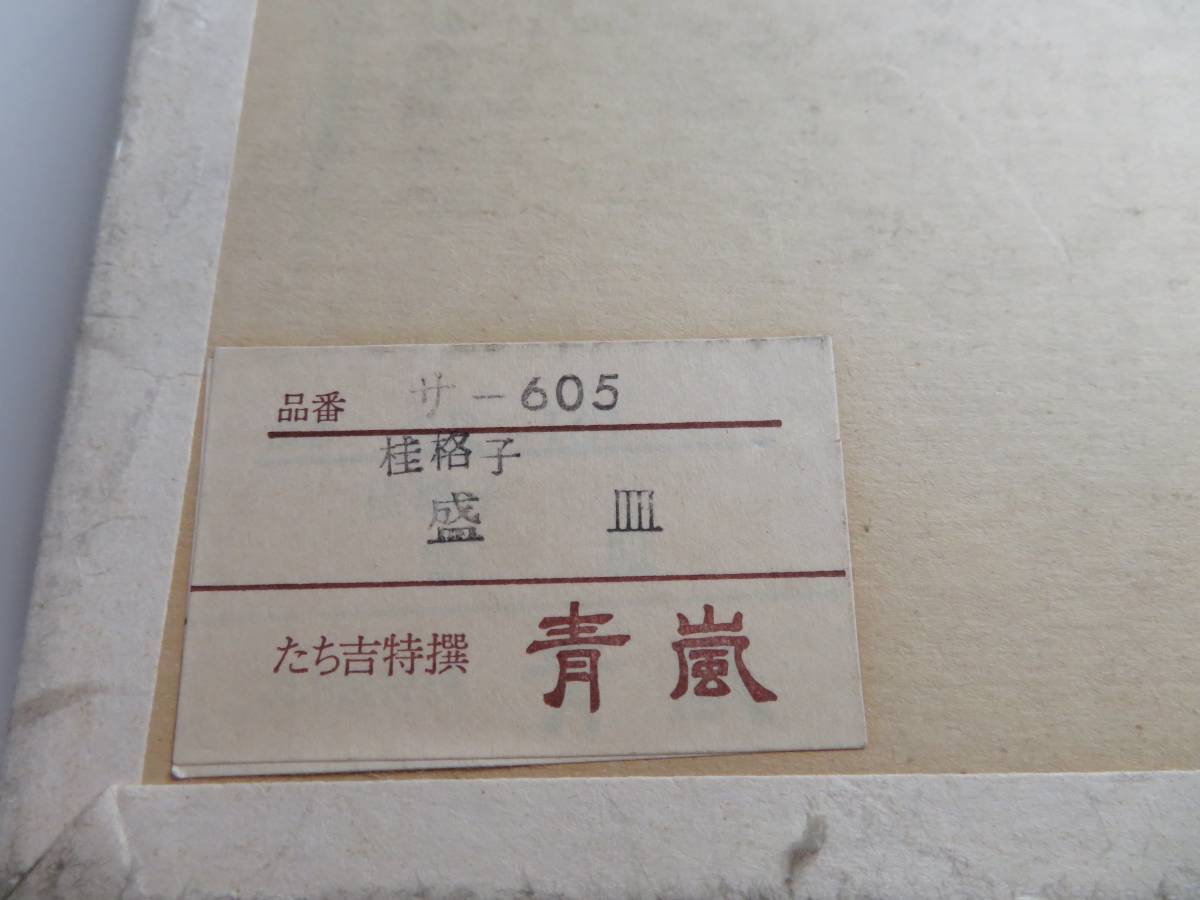 品番 サ-605
桂格子
盛 皿
たち吉特撰 青嵐